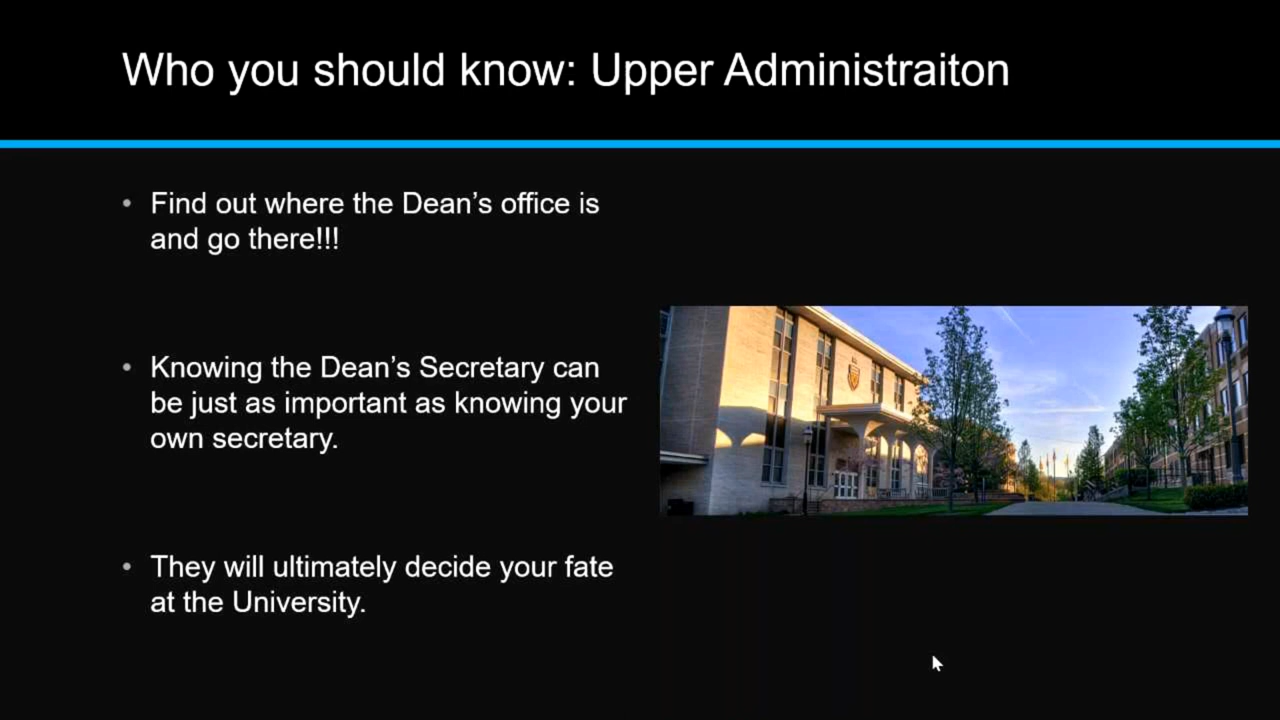 Who you should know: Upper Administraiton
• Find out where the Dean’s office is
and go there!!!
• Knowing the Dean’s Secretary can
be just as important as knowing your
own secretary.
• They will ultimately decide your fate
at the University.